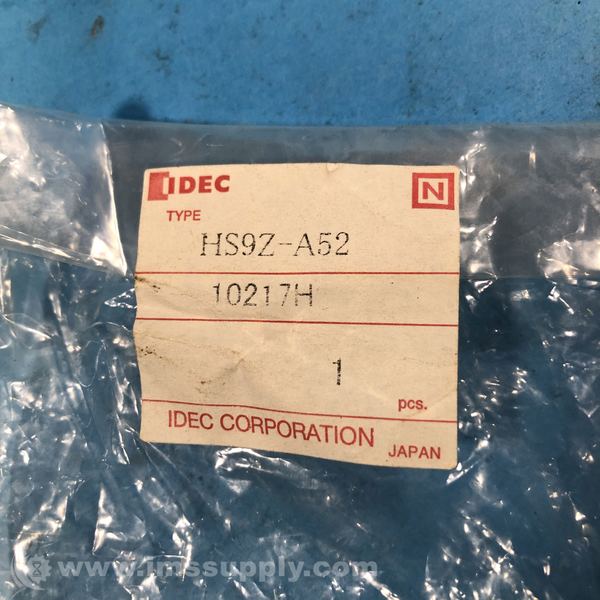 IDEC
N
TYPE
HS9Z-A52
10217H
1
pcs.
IDEC CORPORATION
JAPAN
www.imssupply.com